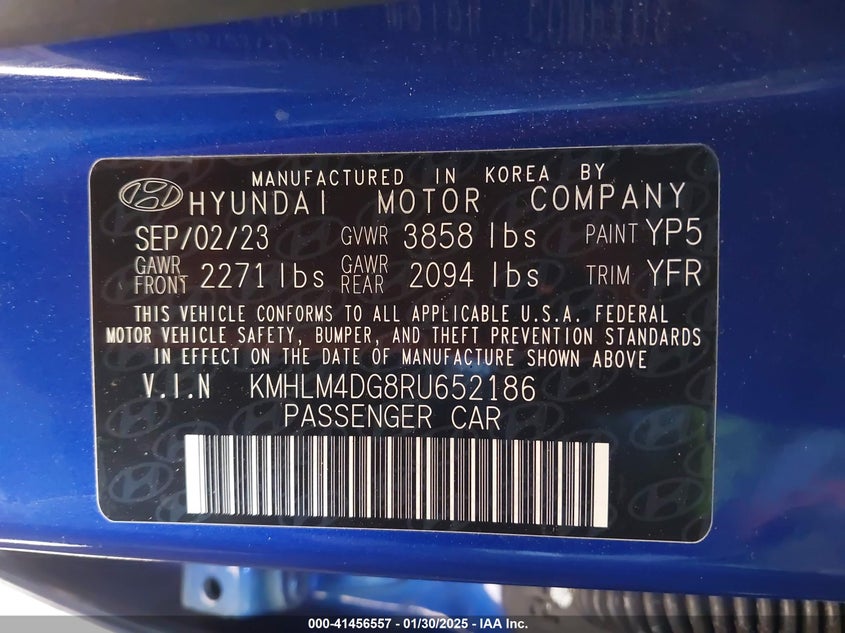 MANUFACTURED IN KOREA BY
HYUNDAI MOTOR COMPANY
SEP/02/23 GVWR 3858 lbs PAINT YP5
GAWR FRONT 2271 lbs GAWR REAR 2094 lbs TRIM YFR
THIS VEHICLE CONFORMS TO ALL APPLICABLE U.S.A. FEDERAL
MOTOR VEHICLE SAFETY, BUMPER, AND THEFT PREVENTION STANDARDS
IN EFFECT ON THE DATE OF MANUFACTURE SHOWN ABOVE
V.I.N KMHLM4DG8RU652186
PASSENGER CAR
000-41456557 - 01/30/2025 - IAA Inc.